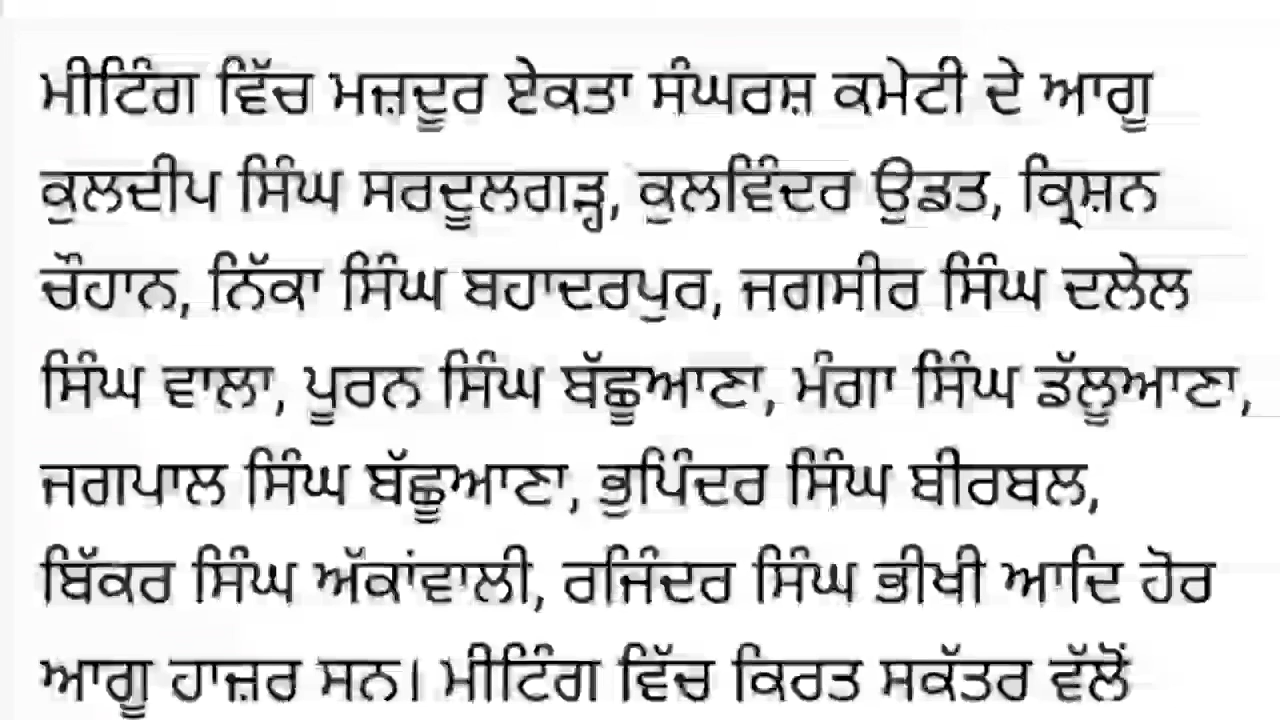 ਮੀਟਿੰਗ ਵਿੱਚ ਮਜ਼ਦੂਰ ਏਕਤਾ ਸੰਘਰਸ਼ ਕਮੇਟੀ ਦੇ ਆਗੂ
ਕੁਲਦੀਪ ਸਿੰਘ ਸਰਦੂਲਗੜ੍ਹ, ਕੁਲਵਿੰਦਰ ਉਡਤ, ਕ੍ਰਿਸ਼ਨ
ਚੌਹਾਨ, ਨਿੱਕਾ ਸਿੰਘ ਬਹਾਦਰਪੁਰ, ਜਗਸੀਰ ਸਿੰਘ ਦਲੇਲ
ਸਿੰਘ ਵਾਲਾ, ਪੂਰਨ ਸਿੰਘ ਬੱਛੂਆਣਾ, ਮੰਗਾ ਸਿੰਘ ਡੱਲੂਆਣਾ,
ਜਗਪਾਲ ਸਿੰਘ ਬੱਛੂਆਣਾ, ਭੁਪਿੰਦਰ ਸਿੰਘ ਬੀਰਬਲ,
ਬਿੱਕਰ ਸਿੰਘ ਅੱਕਾਂਵਾਲੀ, ਰਜਿੰਦਰ ਸਿੰਘ ਭੀਖੀ ਆਦਿ ਹੋਰ
ਆਗੂ ਹਾਜ਼ਰ ਸਨ। ਮੀਟਿੰਗ ਵਿੱਚ ਕਿਰਤ ਸਕੱਤਰ ਵੱਲੋਂ